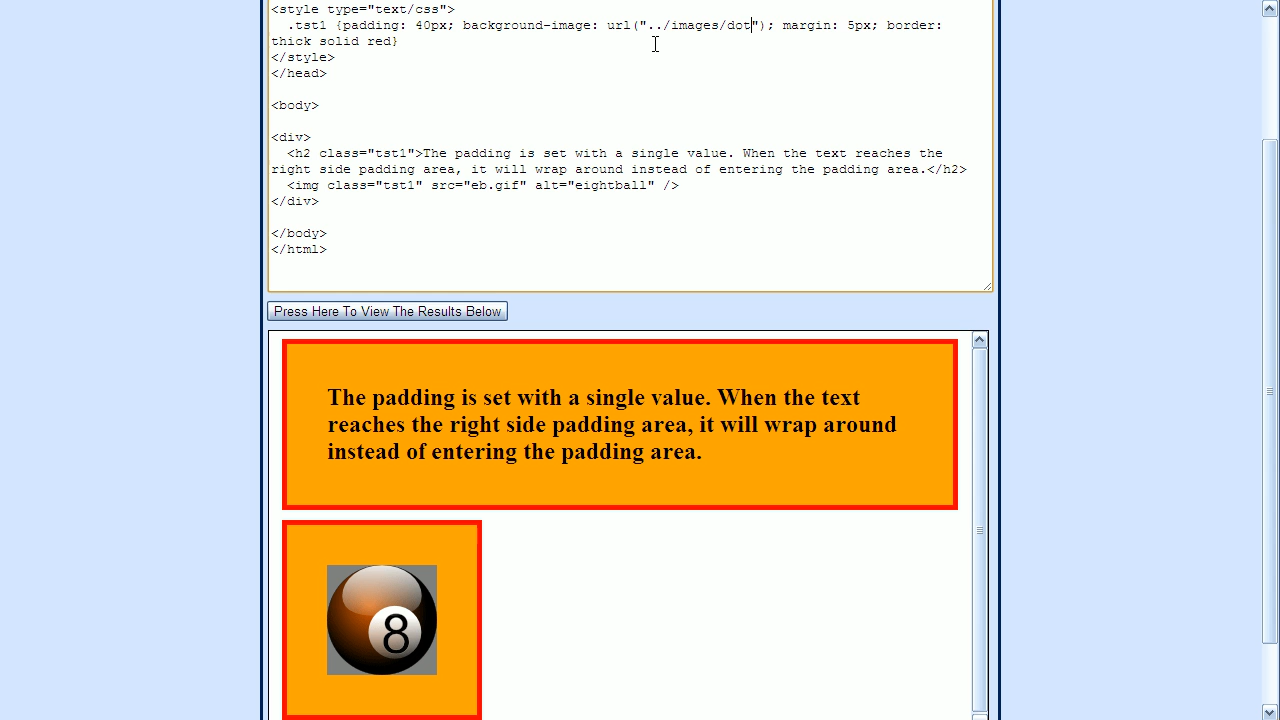 <style type="text/css">
  .tst1 {padding: 40px; background-image: url("../images/dot"); margin: 5px; border:
thick solid red}
</style>
</head>
<body>
<div>
  <h2 class="tst1">The padding is set with a single value. When the text reaches the
right side padding area, it will wrap around instead of entering the padding area.</h2>
  <img class="tst1" src="eb.gif" alt="eightball" />
</div>
</body>
</html>
Press Here To View The Results Below
The padding is set with a single value. When the text
reaches the right side padding area, it will wrap around
instead of entering the padding area.
8